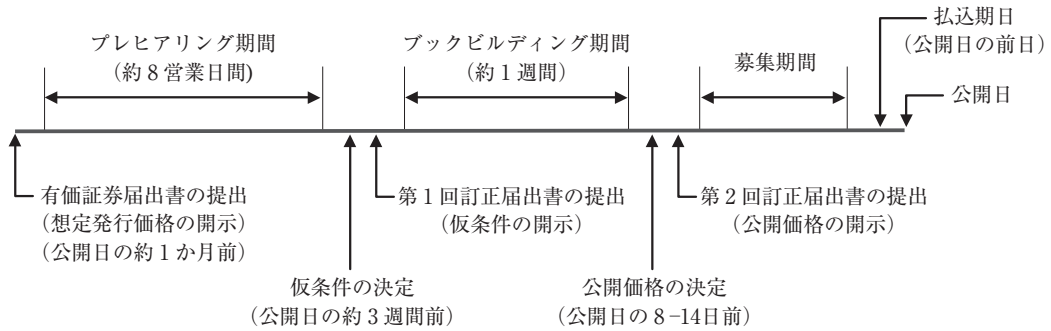 プレヒアリング期間
（約８営業日間)
ブックビルディング期間
（約１週間）
募集期間
払込期日
（公開日の前日）
公開日
有価証券届出書の提出
（想定発行価格の開示）
（公開日の約１か月前）
第１回訂正届出書の提出
（仮条件の開示）
第２回訂正届出書の提出
（公開価格の開示）
仮条件の決定
（公開日の約３週間前）
公開価格の決定
（公開日の８–14日前）